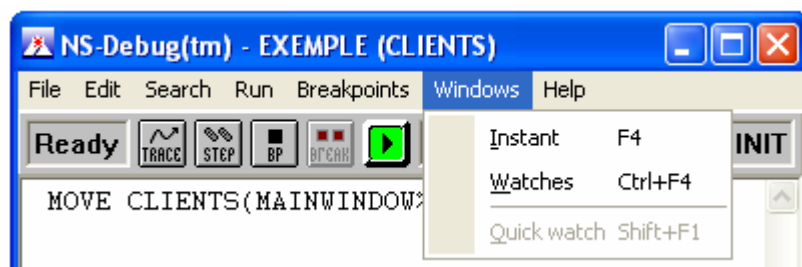 NS-Debug(tm) - EXEMPLE (CLIENTS)
File Edit Search Run Breakpoints Windows Help
Ready TRACE STEP BP BREAK INIT
Instant F4
Watches Ctrl+F4
Quick watch Shift+F1
MOVE CLIENTS(MAINWINDOW%